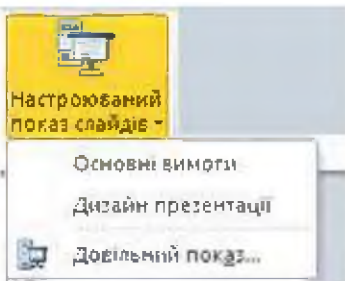 Настроюваний
показ слайдів
Основні вимоги
Дизайн презентації
Довільний показ...